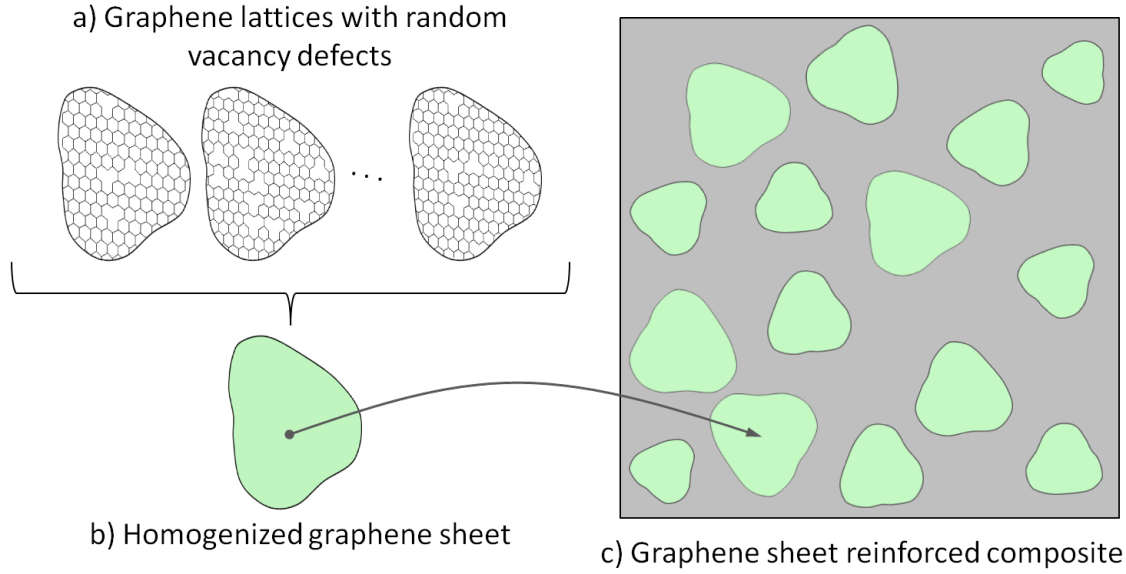 a) Graphene lattices with random
vacancy defects
. . .
b) Homogenized graphene sheet
c) Graphene sheet reinforced composite